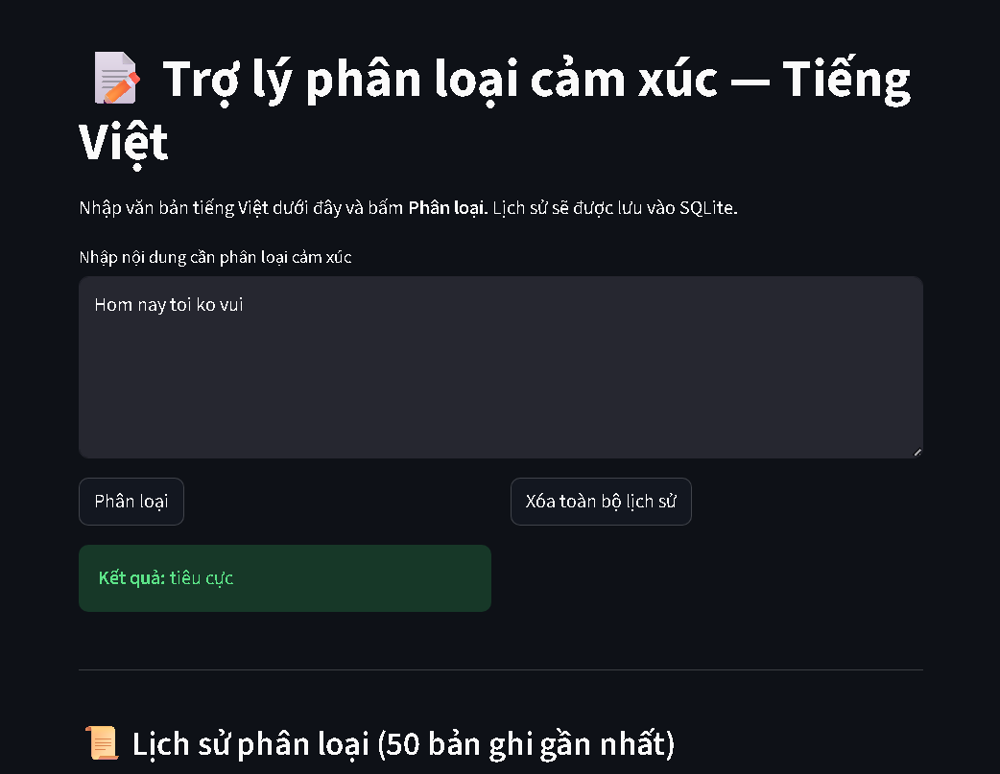 Trợ lý phân loại cảm xúc — Tiếng
Việt
Nhập văn bản tiếng Việt dưới đây và bấm Phân loại. Lịch sử sẽ được lưu vào SQLite.
Nhập nội dung cần phân loại cảm xúc
Hom nay toi ko vui
Phân loại
Xóa toàn bộ lịch sử
Kết quả: tiêu cực
Lịch sử phân loại (50 bản ghi gần nhất)